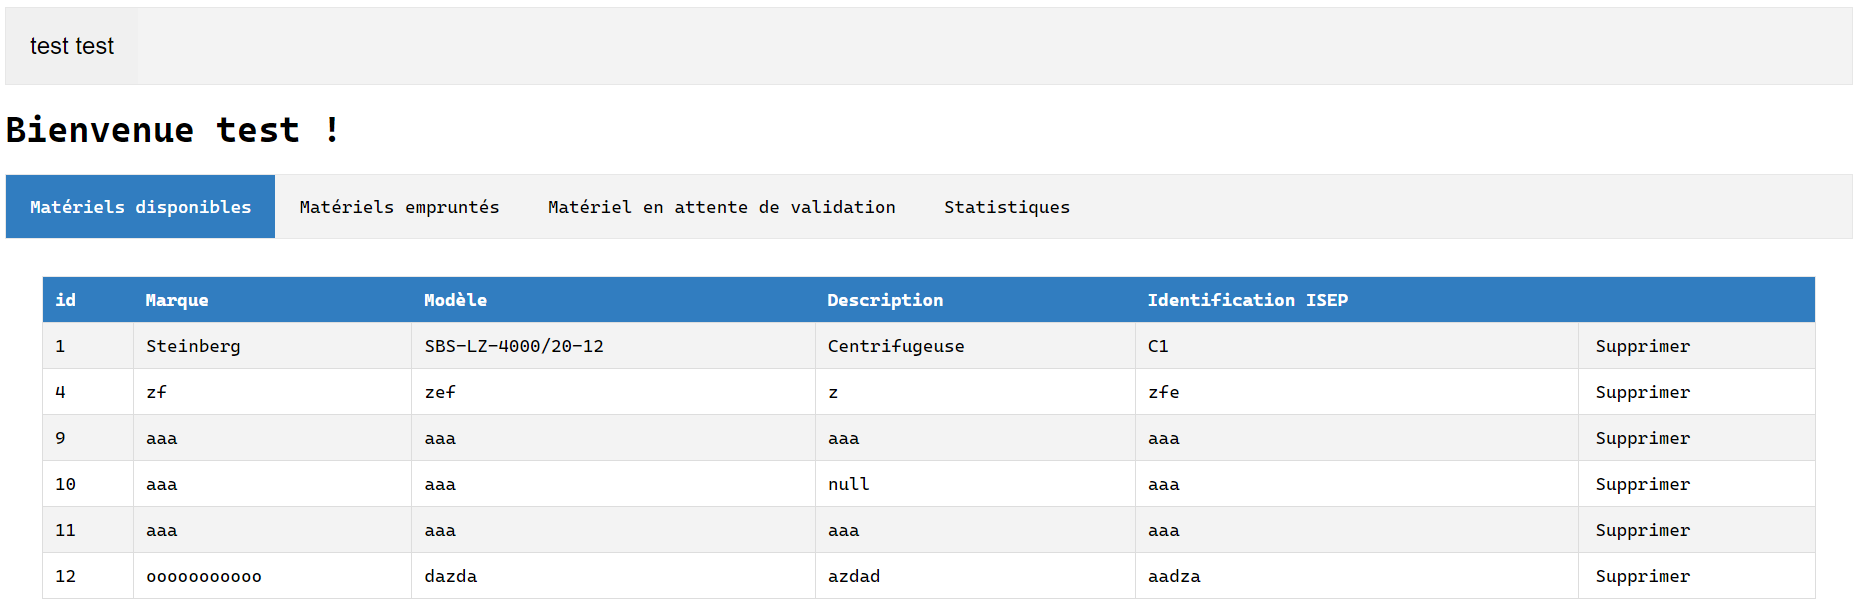 test test
Bienvenue test !
Matériels disponibles Matériels empruntés Matériel en attente de validation Statistiques
id Marque Modèle Description Identification ISEP
1 Steinberg SBS-LZ-4000/20-12 Centrifugeuse C1 Supprimer
4 zf zef z zfe Supprimer
9 aaa aaa aaa aaa Supprimer
10 aaa aaa null aaa Supprimer
11 aaa aaa aaa aaa Supprimer
12 ooooooooooo dazda azdad aadza Supprimer